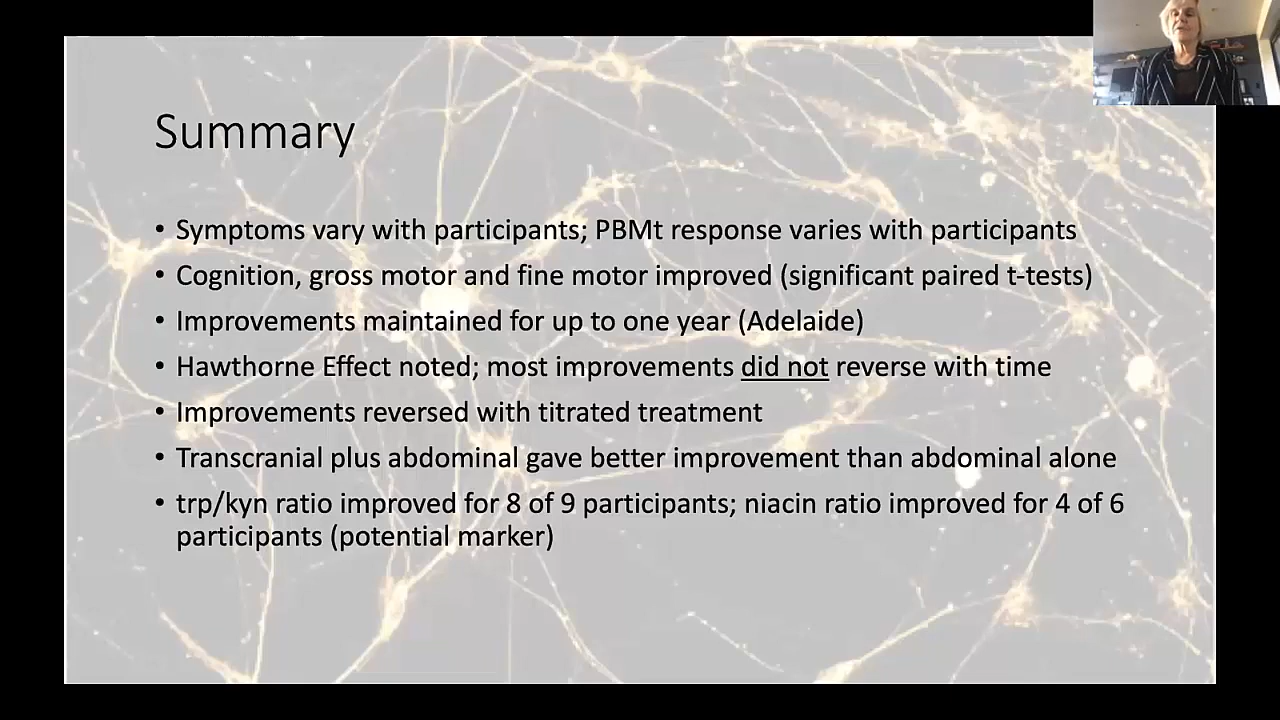 Summary
• Symptoms vary with participants; PBMt response varies with participants
• Cognition, gross motor and fine motor improved (significant paired t-tests)
• Improvements maintained for up to one year (Adelaide)
• Hawthorne Effect noted; most improvements did not reverse with time
• Improvements reversed with titrated treatment
• Transcranial plus abdominal gave better improvement than abdominal alone
• trp/kyn ratio improved for 8 of 9 participants; niacin ratio improved for 4 of 6
participants (potential marker)